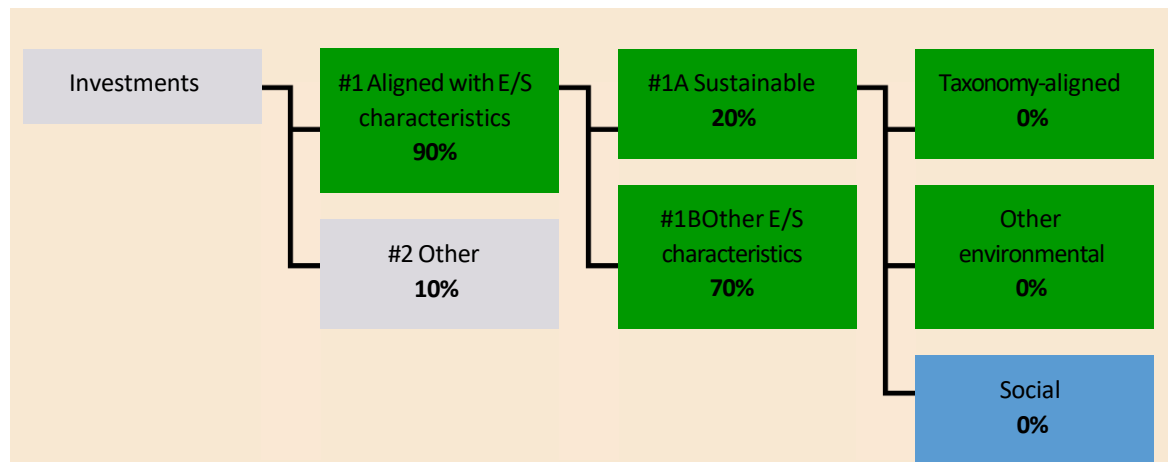 Investments
#1 Aligned with E/S
characteristics
90%
#2 Other
10%
#1A Sustainable
20%
#1BOther E/S
characteristics
70%
Taxonomy-aligned
0%
Other
environmental
0%
Social
0%